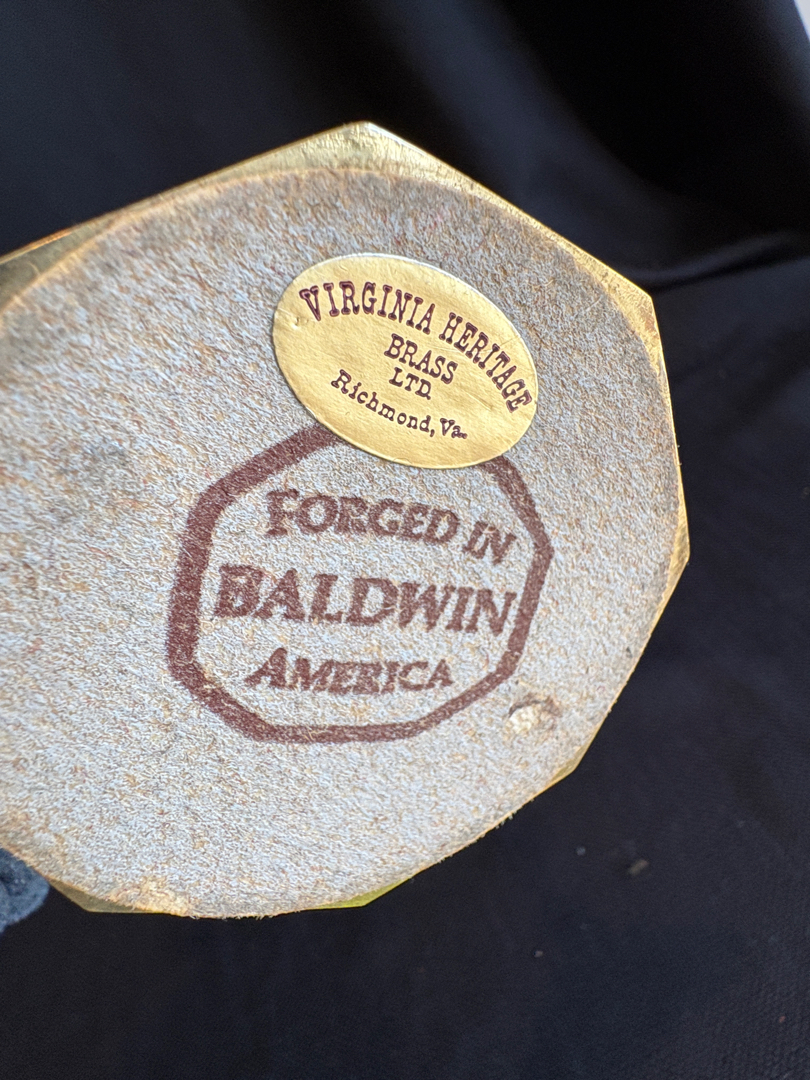 VIRGINIA HERITAGE
BRASS
LTD.
Richmond, Va.
FORGED IN
BALDWIN
AMERICA